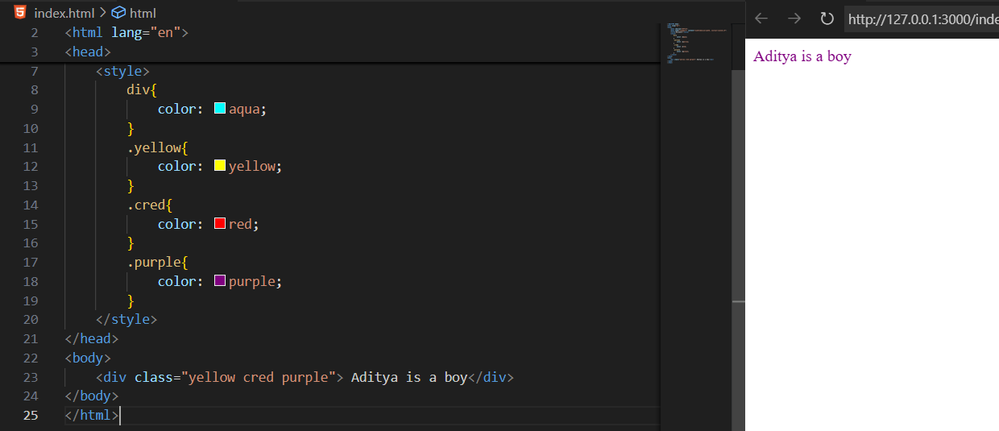 index.html > html
2 <html lang="en">
3 <head>
7 <style>
8 div{
9 color: aqua;
10 }
11 .yellow{
12 color: yellow;
13 }
14 .cred{
15 color: red;
16 }
17 .purple{
18 color: purple;
19 }
20 </style>
21 </head>
22 <body>
23 <div class="yellow cred purple"> Aditya is a boy</div>
24 </body>
25 </html>
http://127.0.0.1:3000/inde
Aditya is a boy